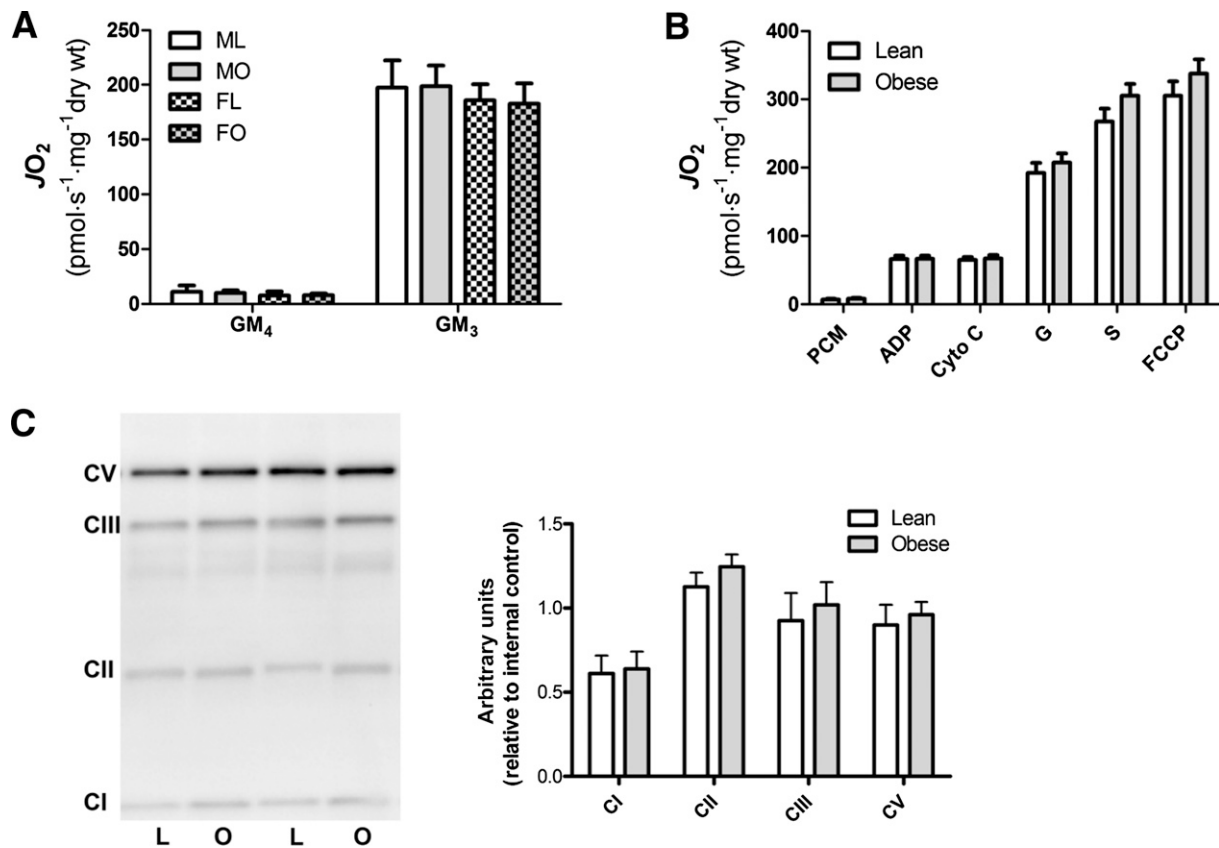 A
250
200
150
100
50
0
JO₂
(pmol·s⁻¹·mg⁻¹dry wt)
ML
MO
FL
FO
GM₄
GM₃
B
400
300
200
100
0
JO₂
(pmol·s⁻¹·mg⁻¹dry wt)
Lean
Obese
PCM
ADP
Cyto C
G
S
FCCP
C
CV
CIII
CII
CI
L O L O
1.5
1.0
0.5
0.0
Arbitrary units
(relative to internal control)
Lean
Obese
CI
CII
CIII
CV